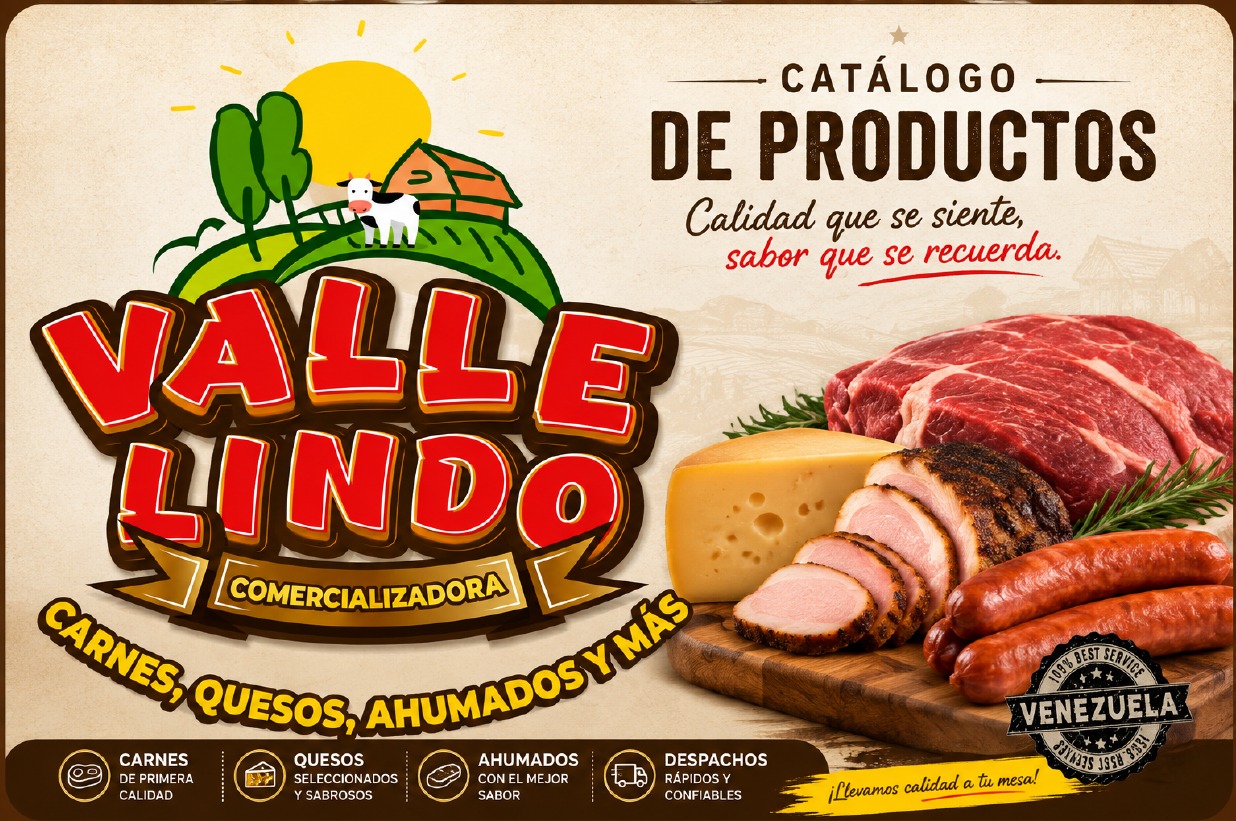 CATÁLOGO
DE PRODUCTOS
Calidad que se siente,
sabor que se recuerda.
VALLE
LINDO
COMERCIALIZADORA
CARNES, QUESOS, AHUMADOS Y MÁS
CARNES
DE PRIMERA
CALIDAD
QUESOS
SELECCIONADOS
Y SABROSOS
AHUMADOS
CON EL MEJOR
SABOR
DESPACHOS
RÁPIDOS Y
CONFIABLES
¡Llevamos calidad a tu mesa!
100% BEST SERVICE
VENEZUELA